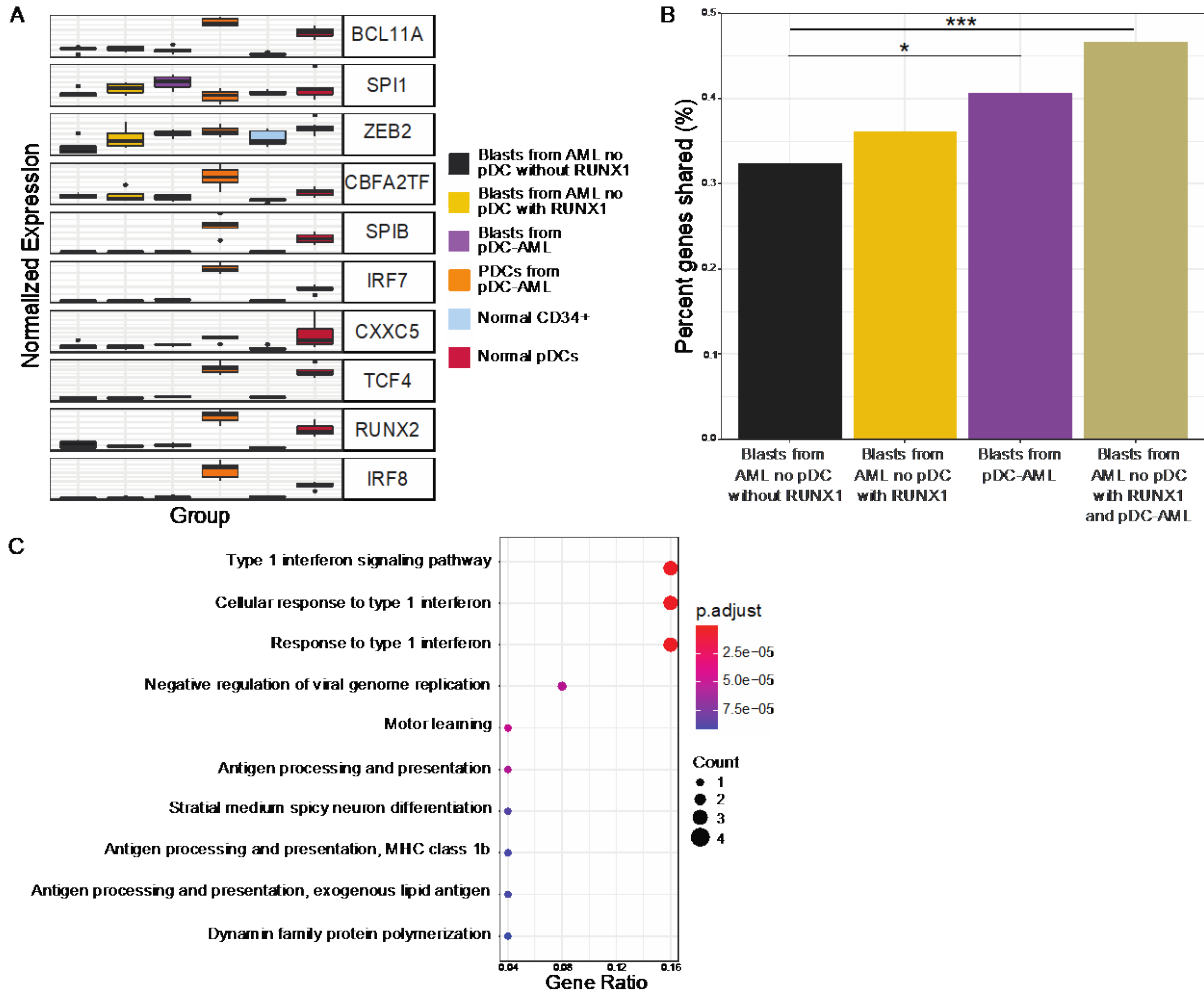 A
Normalized Expression
BCL11A
SPI1
ZEB2
CBFA2TF
SPIB
IRF7
CXXC5
TCF4
RUNX2
IRF8
Group
Blasts from AML no
pDC without RUNX1
Blasts from AML no
pDC with RUNX1
Blasts from
pDC-AML
PDCs from
pDC-AML
Normal CD34+
Normal pDCs
B
Percent genes shared (%)
0.5
0.4
0.3
0.2
0.1
0.0
***
*
Blasts from
AML no pDC
without RUNX1
Blasts from
AML no pDC
with RUNX1
Blasts from
pDC-AML
Blasts from
AML no pDC
with RUNX1
and pDC-AML
C
Type 1 interferon signaling pathway
Cellular response to type 1 interferon
Response to type 1 interferon
Negative regulation of viral genome replication
Motor learning
Antigen processing and presentation
Stratial medium spicy neuron differentiation
Antigen processing and presentation, MHC class 1b
Antigen processing and presentation, exogenous lipid antigen
Dynamin family protein polymerization
0.04 0.08 0.12 0.16
Gene Ratio
p.adjust
2.5e-05
5.0e-05
7.5e-05
Count
1
2
3
4